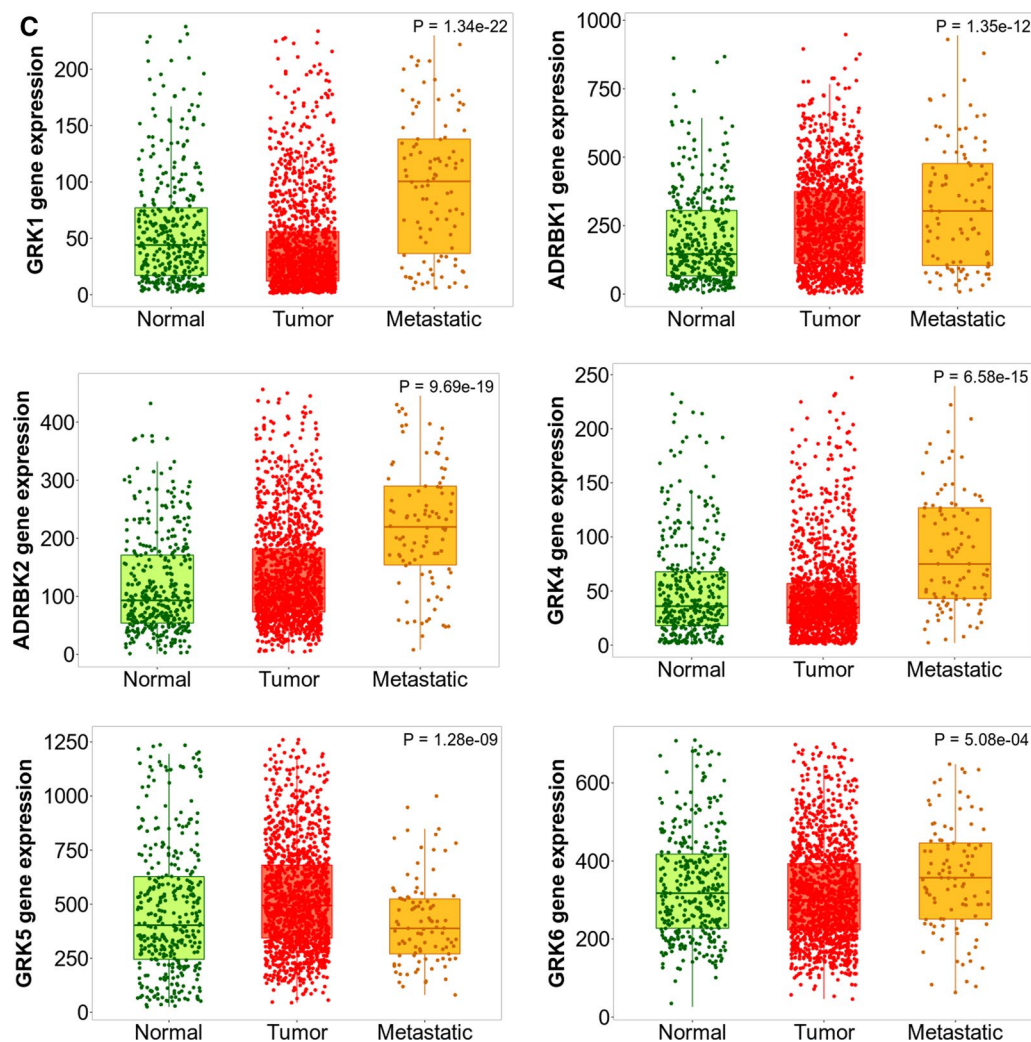 C
GRK1 gene expression
P = 1.34e-22
200
150
100
50
0
Normal Tumor Metastatic
ADRBK1 gene expression
P = 1.35e-12
1000
750
500
250
0
Normal Tumor Metastatic
ADRBK2 gene expression
P = 9.69e-19
400
300
200
100
0
Normal Tumor Metastatic
GRK4 gene expression
P = 6.58e-15
250
200
150
100
50
0
Normal Tumor Metastatic
GRK5 gene expression
P = 1.28e-09
1250
1000
750
500
250
0
Normal Tumor Metastatic
GRK6 gene expression
P = 5.08e-04
600
400
200
0
Normal Tumor Metastatic